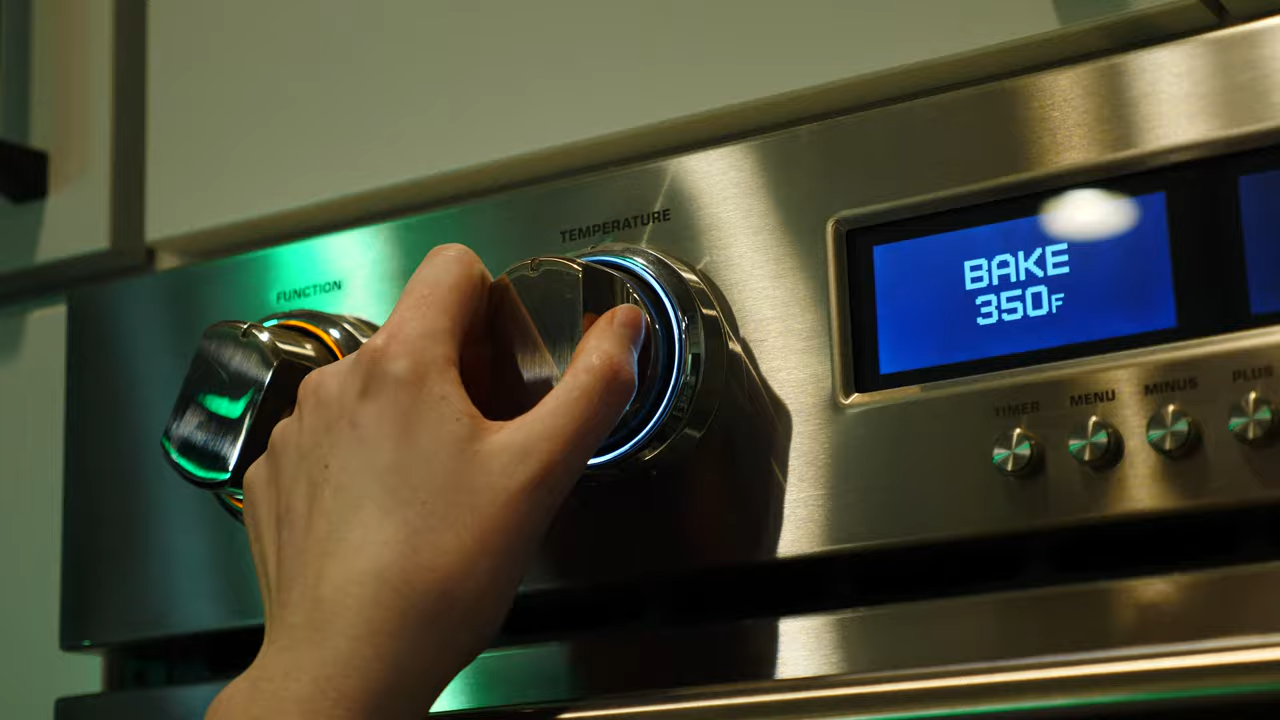 FUNCTION
TEMPERATURE
BAKE
350F
TIMER
MENU
MINUS
PLUS